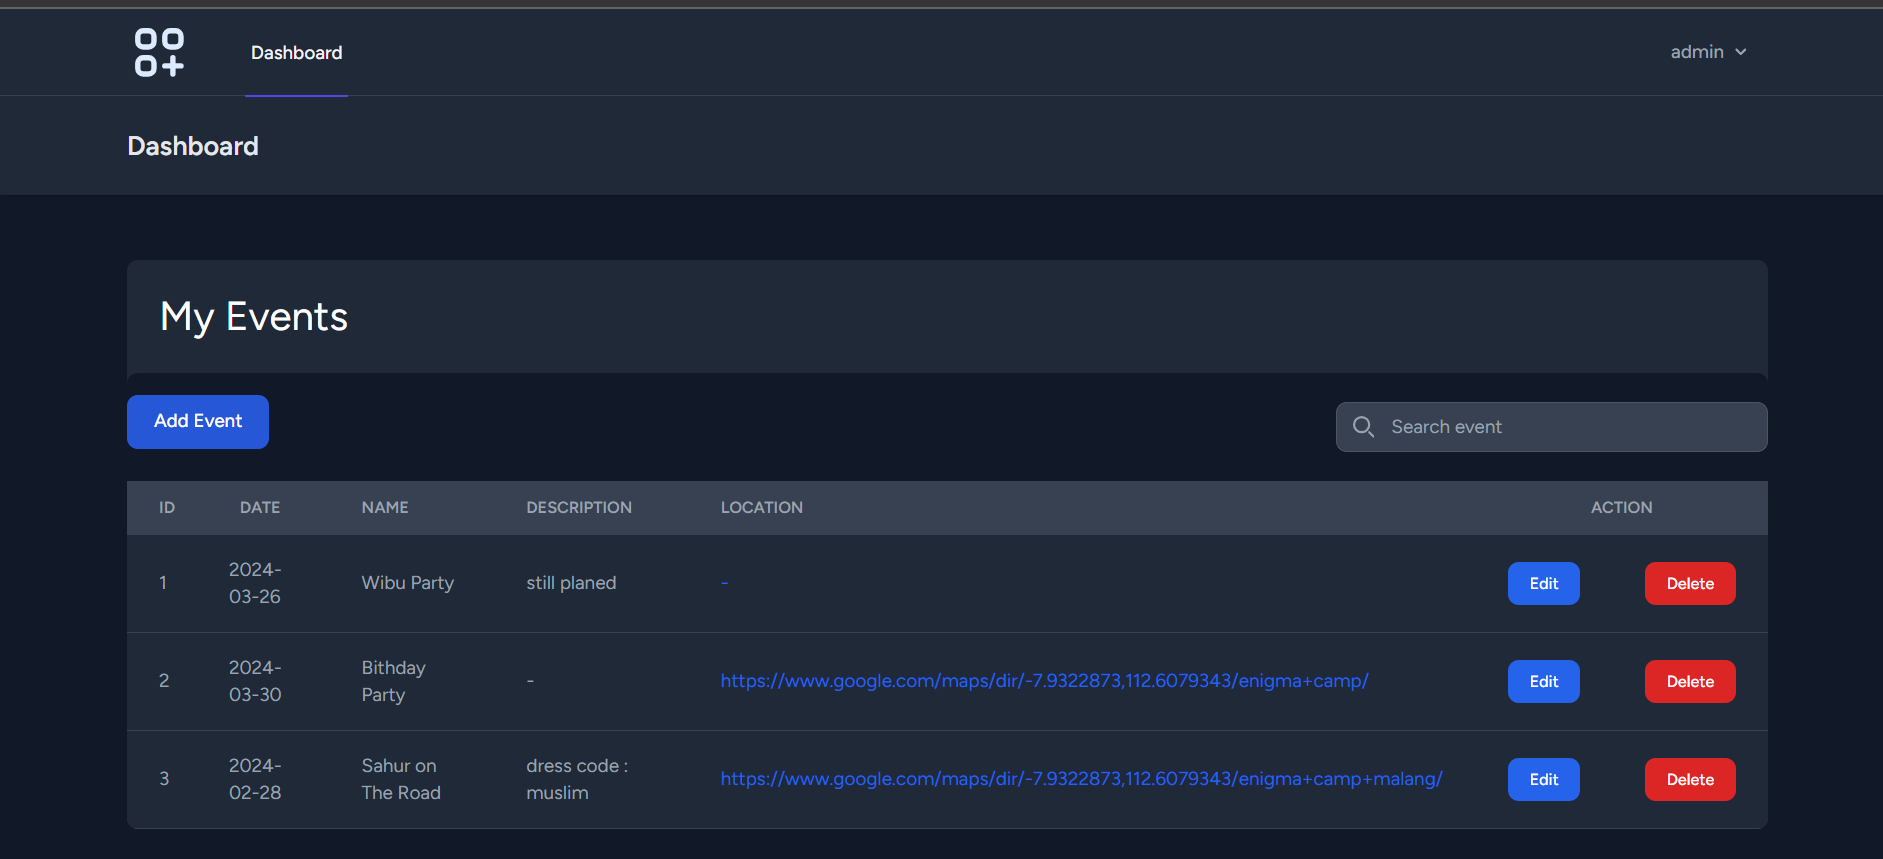 Dashboard
admin
Dashboard
My Events
Add Event
Search event
ID DATE NAME DESCRIPTION LOCATION ACTION
1 2024-
03-26 Wibu Party still planed - Edit Delete
2 2024-
03-30 Bithday
Party - https://www.google.com/maps/dir/-7.9322873,112.6079343/enigma+camp/ Edit Delete
3 2024-
02-28 Sahur on
The Road dress code :
muslim https://www.google.com/maps/dir/-7.9322873,112.6079343/enigma+camp+malang/ Edit Delete